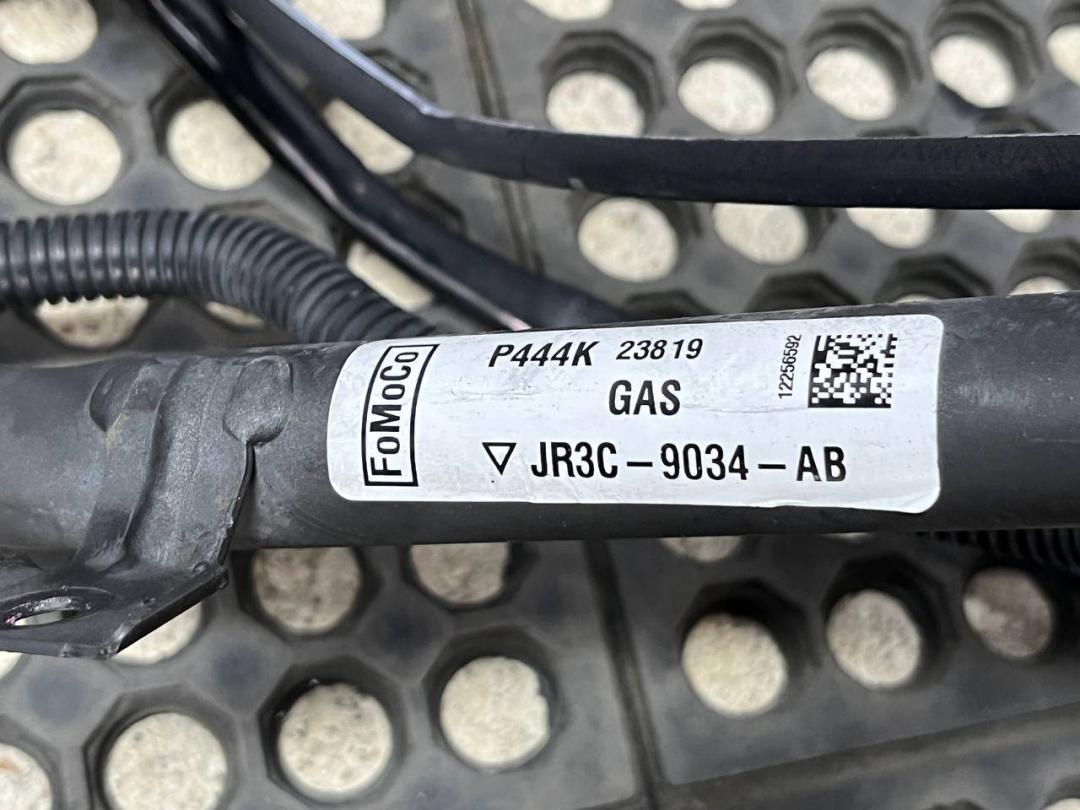 FoMoCo
P444K 23819
GAS
▽ JR3C-9034-AB
12256592